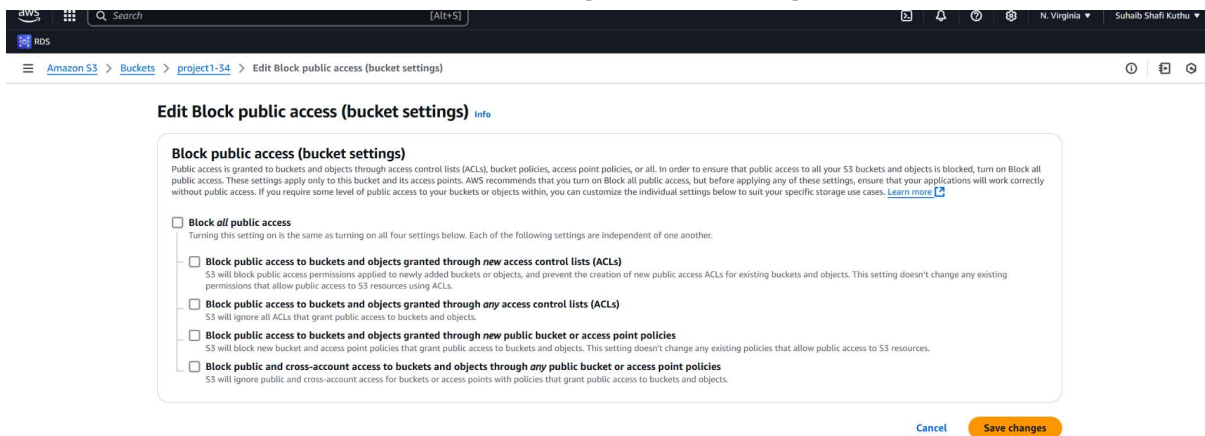 aws
Search
[Alt+S]
N. Virginia ▼
Suhaib Shafi Kuthu ▼
RDS
Amazon S3 > Buckets > project1-34 > Edit Block public access (bucket settings)
Edit Block public access (bucket settings) Info
Block public access (bucket settings)
Public access is granted to buckets and objects through access control lists (ACLs), bucket policies, access point policies, or all. In order to ensure that public access to all your S3 buckets and objects is blocked, turn on Block all
public access. These settings apply only to this bucket and its access points. AWS recommends that you turn on Block all public access, but before applying any of these settings, ensure that your applications will work correctly
without public access. If you require some level of public access to your buckets or objects within, you can customize the individual settings below to suit your specific storage use cases. Learn more
Block all public access
Turning this setting on is the same as turning on all four settings below. Each of the following settings are independent of one another.
Block public access to buckets and objects granted through new access control lists (ACLs)
S3 will block public access permissions applied to newly added buckets or objects, and prevent the creation of new public access ACLs for existing buckets and objects. This setting doesn't change any existing
permissions that allow public access to S3 resources using ACLs.
Block public access to buckets and objects granted through any access control lists (ACLs)
S3 will ignore all ACLs that grant public access to buckets and objects.
Block public access to buckets and objects granted through new public bucket or access point policies
S3 will block new bucket and access point policies that grant public access to buckets and objects. This setting doesn't change any existing policies that allow public access to S3 resources.
Block public and cross-account access to buckets and objects through any public bucket or access point policies
S3 will ignore public and cross-account access for buckets or access points with policies that grant public access to buckets and objects.
Cancel
Save changes